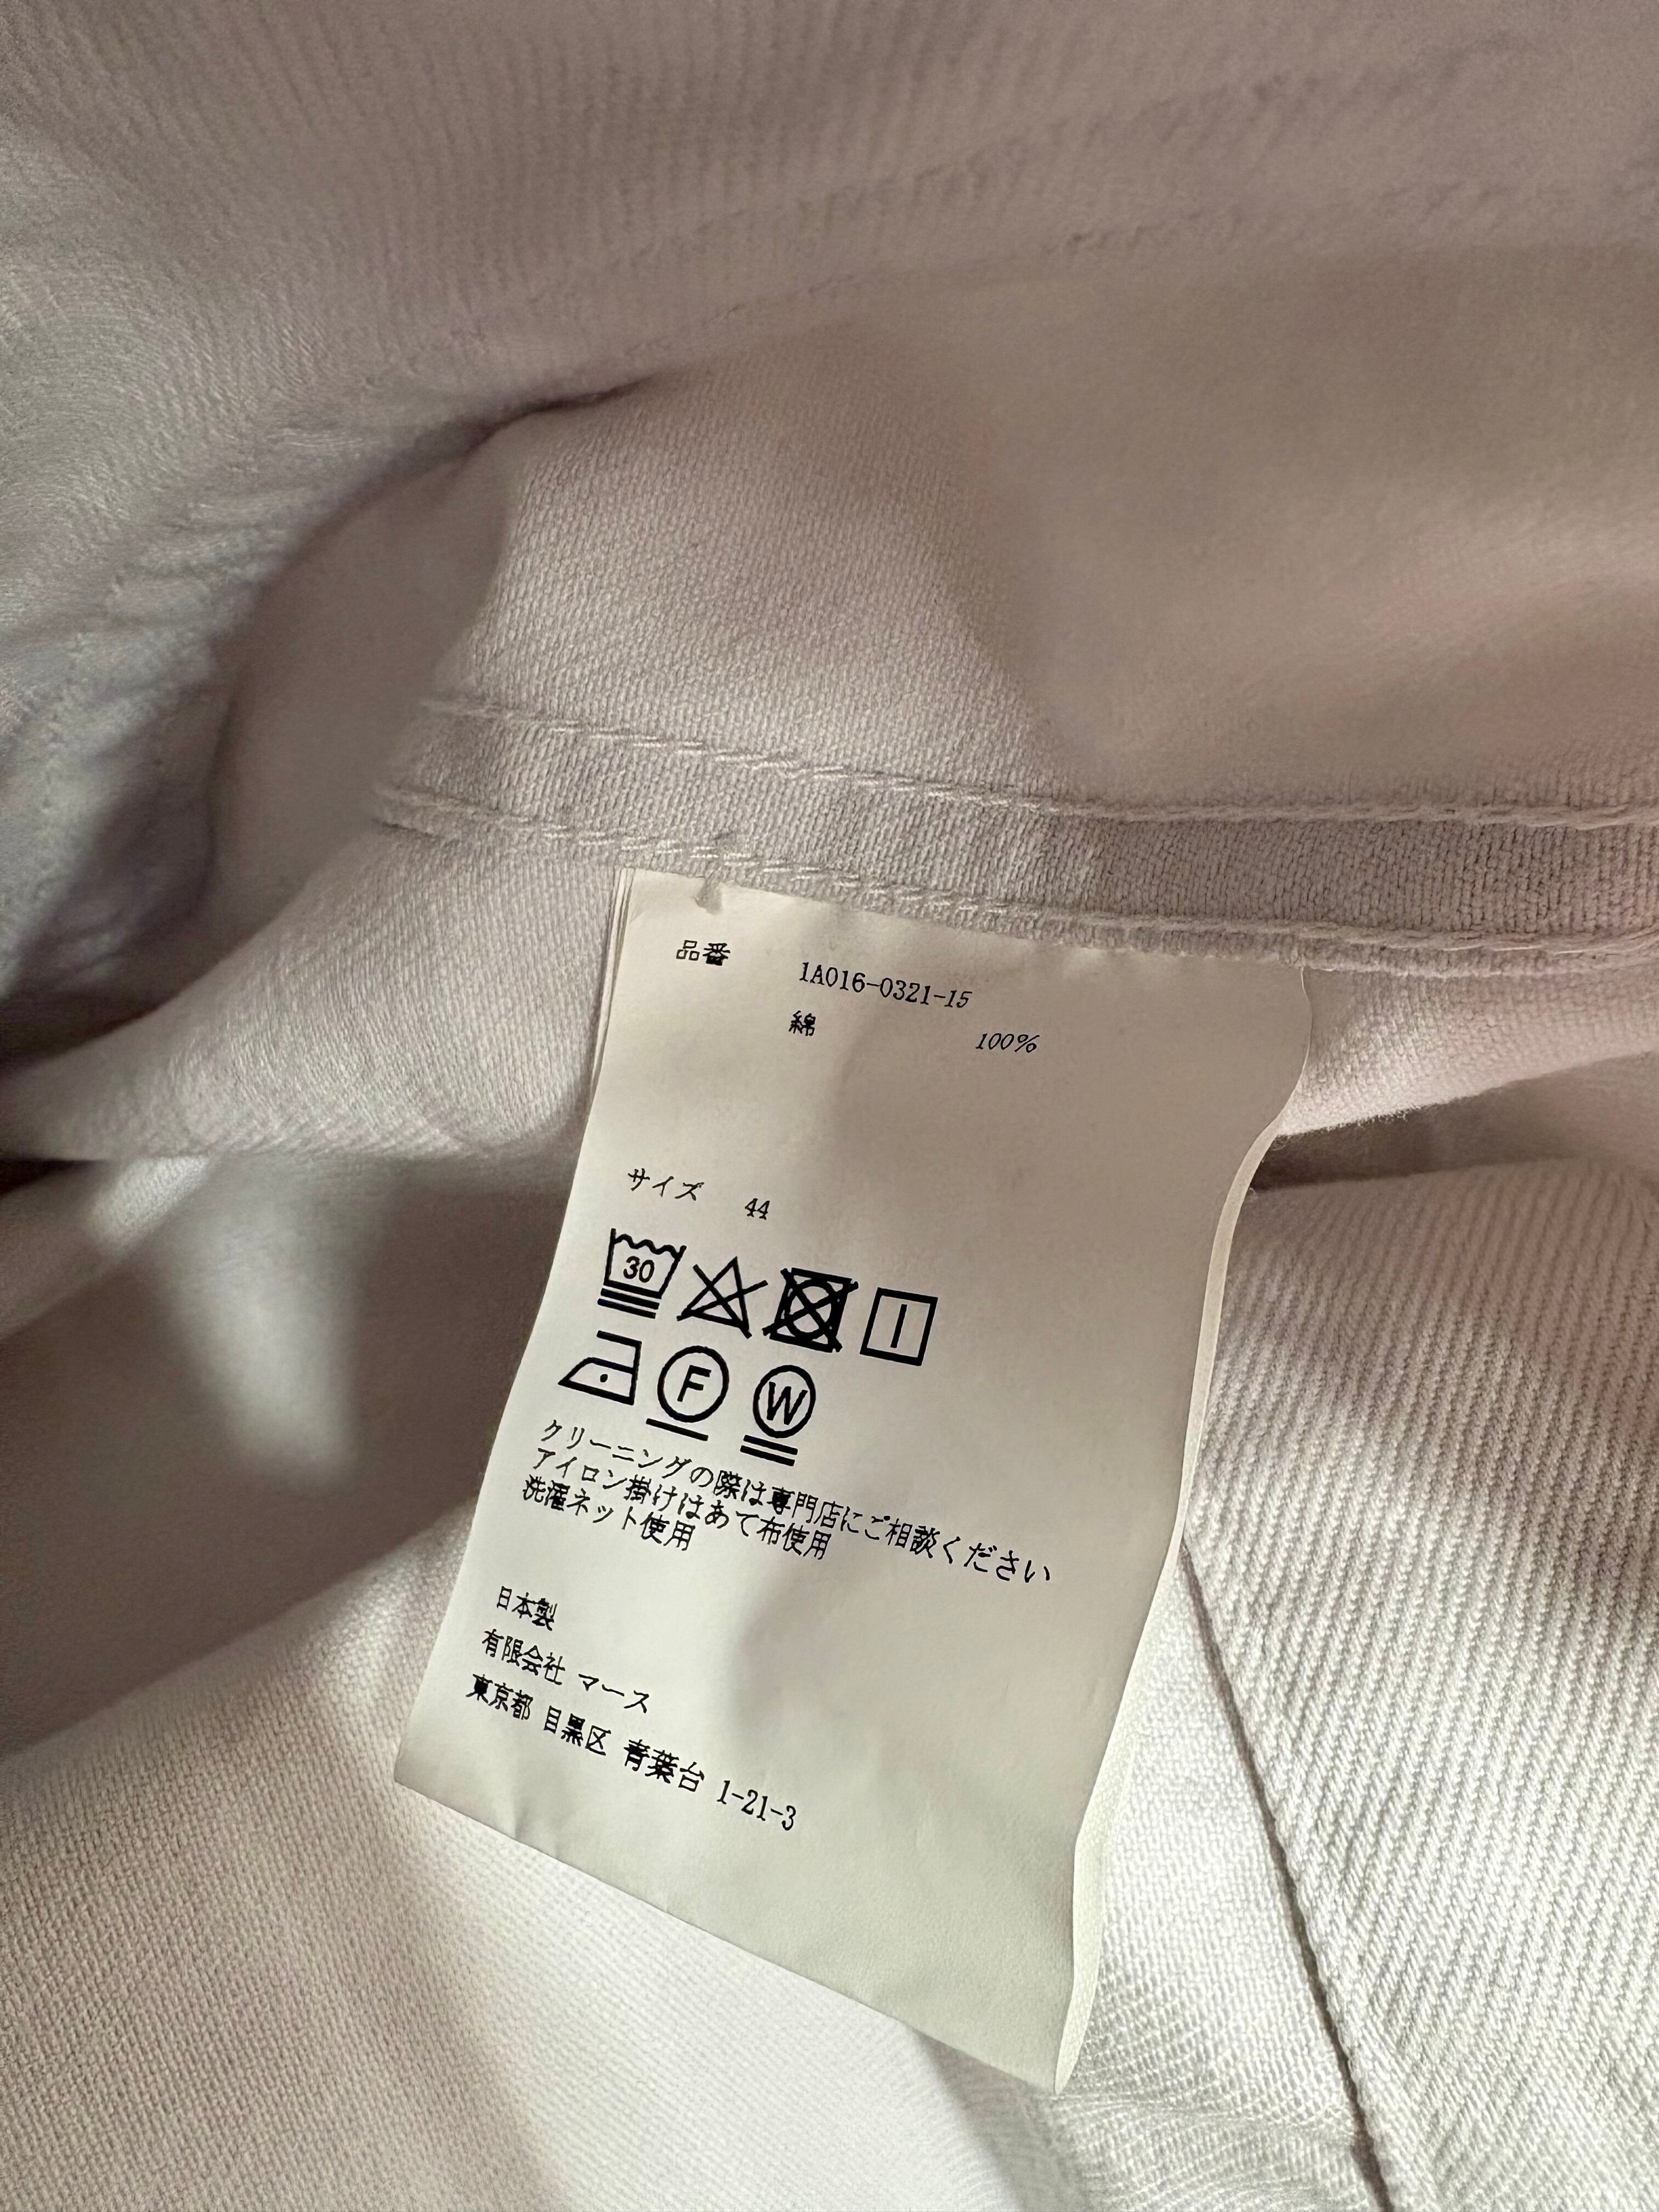 品番 1A016-0321-15
綿 100%
サイズ 44
30
F W
クリーニングの際は専門店にご相談ください
アイロン掛けはあて布使用
洗濯ネット使用
日本製
有限会社 マース
東京都 目黒区 青葉台 1-21-3